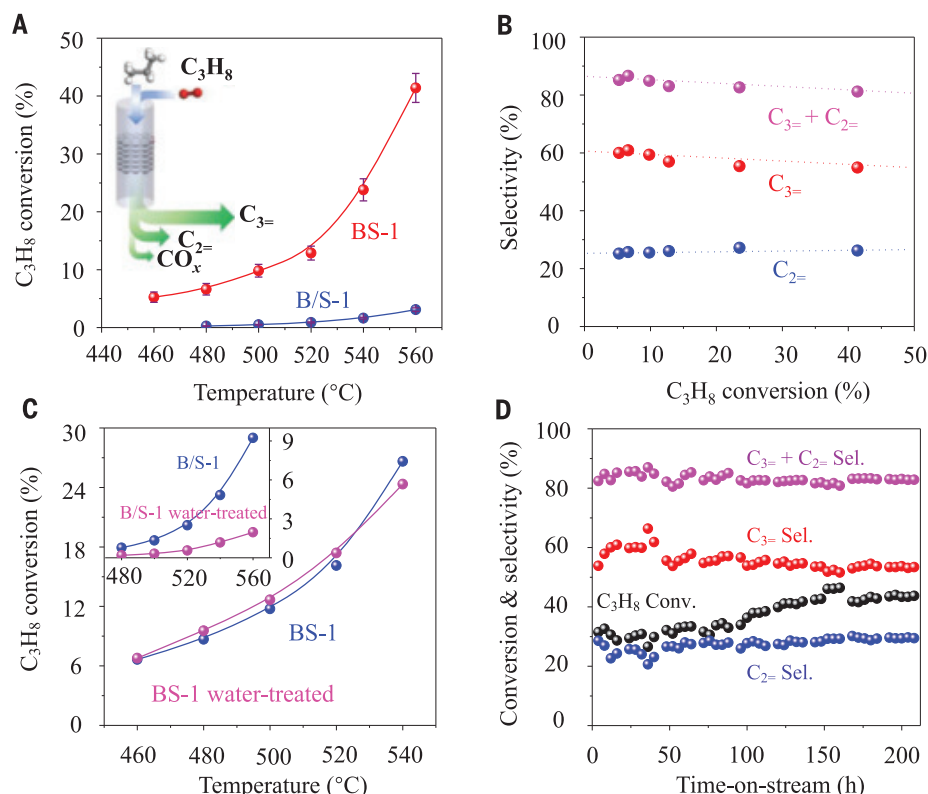 A
50
40
30
20
10
0
C₃H₈ conversion (%)
C₃H₈
C₃₌
C₂₌
COₓ
BS-1
B/S-1
440 460 480 500 520 540 560
Temperature (°C)
B
100
80
60
40
20
0
Selectivity (%)
C₃₌ + C₂₌
C₃₌
C₂₌
0 10 20 30 40 50
C₃H₈ conversion (%)
C
30
24
18
12
6
0
C₃H₈ conversion (%)
B/S-1
B/S-1 water-treated
9
6
3
0
480 520 560
BS-1
BS-1 water-treated
460 480 500 520 540
Temperature (°C)
D
100
80
60
40
20
0
Conversion & selectivity (%)
C₃₌ + C₂₌ Sel.
C₃₌ Sel.
C₃H₈ Conv.
C₂₌ Sel.
0 50 100 150 200
Time-on-stream (h)